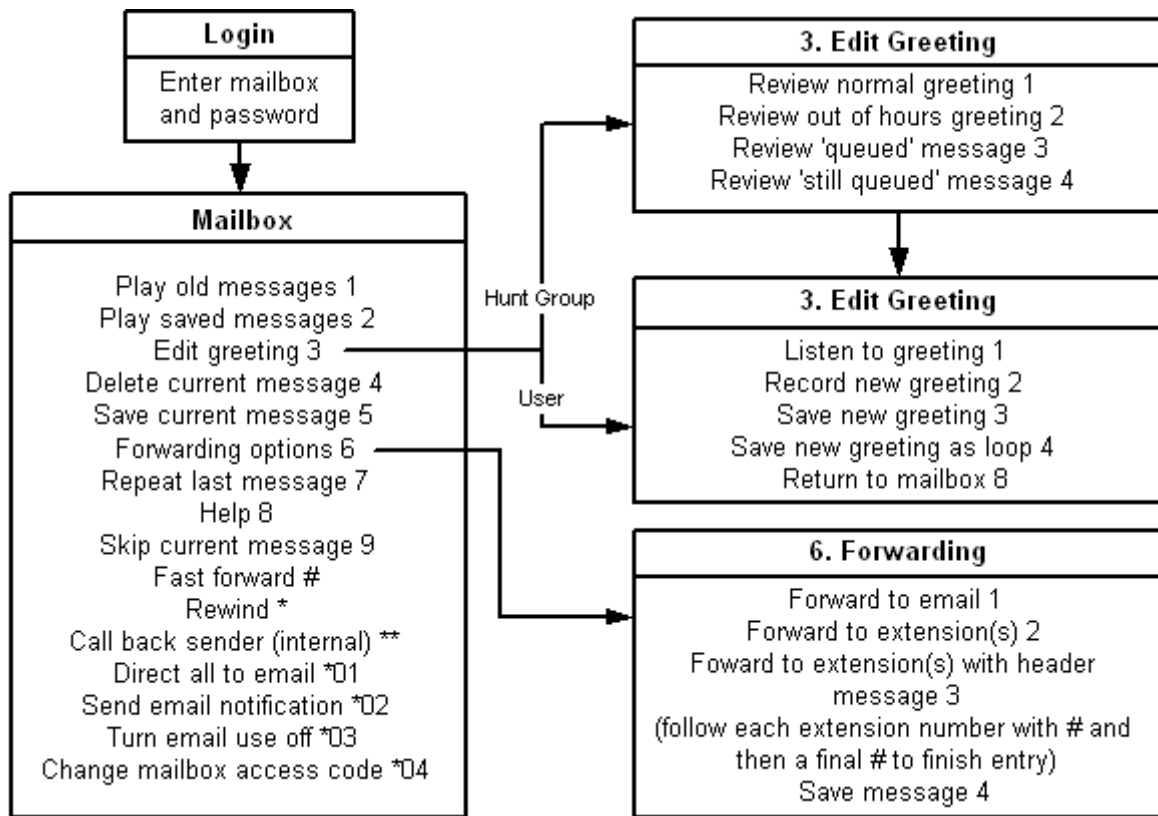 Login
Enter mailbox
and password
Mailbox
Play old messages 1
Play saved messages 2
Edit greeting 3
Delete current message 4
Save current message 5
Forwarding options 6
Repeat last message 7
Help 8
Skip current message 9
Fast forward #
Rewind *
Call back sender (internal) **
Direct all to email *01
Send email notification *02
Turn email use off *03
Change mailbox access code *04
Hunt Group
User
3. Edit Greeting
Review normal greeting 1
Review out of hours greeting 2
Review 'queued' message 3
Review 'still queued' message 4
3. Edit Greeting
Listen to greeting 1
Record new greeting 2
Save new greeting 3
Save new greeting as loop 4
Return to mailbox 8
6. Forwarding
Forward to email 1
Forward to extension(s) 2
Foward to extension(s) with header
message 3
(follow each extension number with # and
then a final # to finish entry)
Save message 4